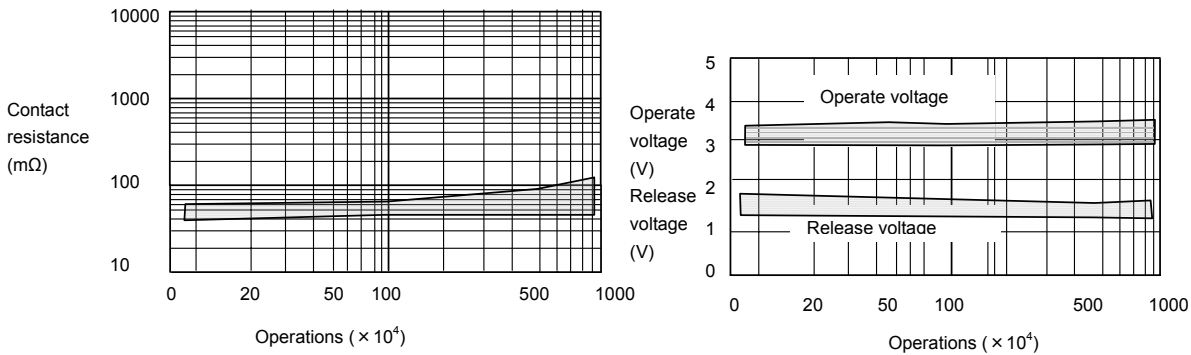 10000
1000
100
10
Contact
resistance
(mΩ)
0 20 50 100 500 1000
Operations (×10⁴)
5
4
3
2
1
0
Operate
voltage
(V)
Release
voltage
(V)
Operate voltage
Release voltage
0 20 50 100 500 1000
Operations (×10⁴)